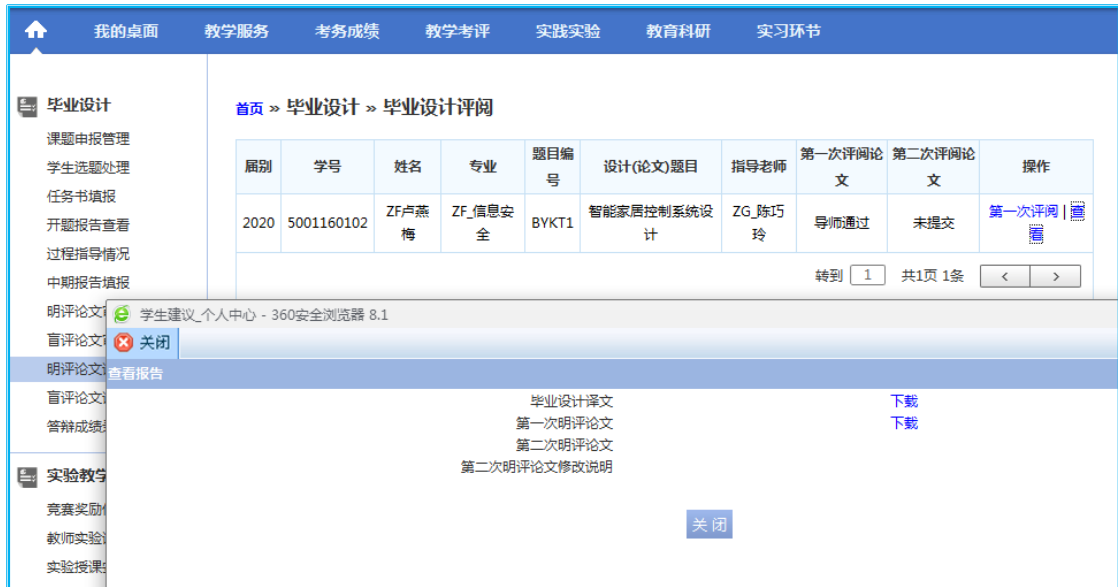 我的桌面 教学服务 考务成绩 教学考评 实践实验 教育科研 实习环节
毕业设计
课题申报管理
学生选题处理
任务书填报
开题报告查看
过程指导情况
中期报告填报
明评论文
盲评论文
明评论文
盲评论文
答辩成绩
实验教学
竞赛奖励
教师实验
实验授课
首页 » 毕业设计 » 毕业设计评阅
届别 学号 姓名 专业 题目编号 设计(论文)题目 指导老师 第一次评阅论文 第二次评阅论文 操作
2020 5001160102 ZF卢燕梅 ZF_信息安全 BYKT1 智能家居控制系统设计 ZG_陈巧玲 导师通过 未提交 第一次评阅 | 查看
转到 1 共1页 1条 < >
学生建议_个人中心 - 360安全浏览器 8.1
关闭
查看报告
毕业设计译文 下载
第一次明评论文 下载
第二次明评论文
第二次明评论文修改说明
关 闭